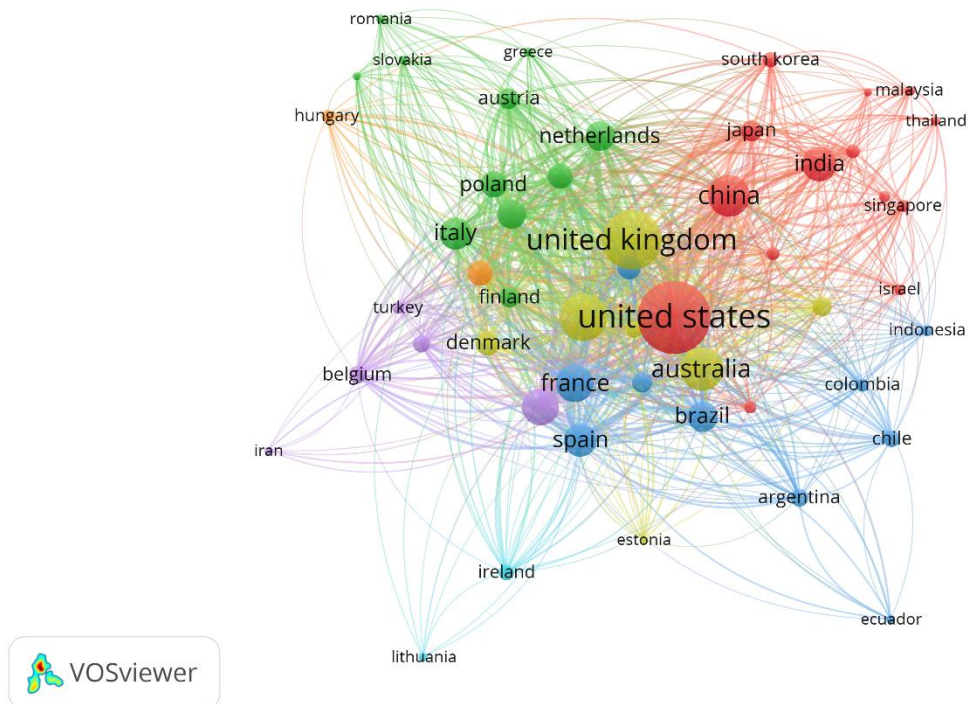 romania
slovakia
greece
south korea
hungary
austria
malaysia
netherlands
japan
thailand
india
poland
china
singapore
italy
united kingdom
turkey
finland
israel
united states
indonesia
denmark
belgium
france
australia
colombia
brazil
iran
spain
chile
argentina
estonia
ireland
ecuador
lithuania
VOSviewer